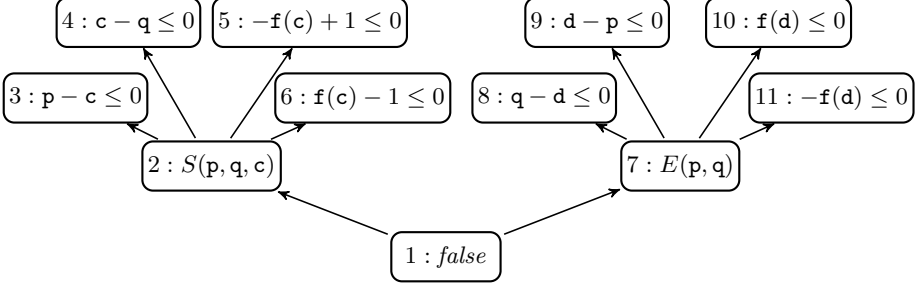 4 : c − q ≤ 0
5 : −f(c) + 1 ≤ 0
9 : d − p ≤ 0
10 : f(d) ≤ 0
3 : p − c ≤ 0
6 : f(c) − 1 ≤ 0
8 : q − d ≤ 0
11 : −f(d) ≤ 0
2 : S(p, q, c)
7 : E(p, q)
1 : false